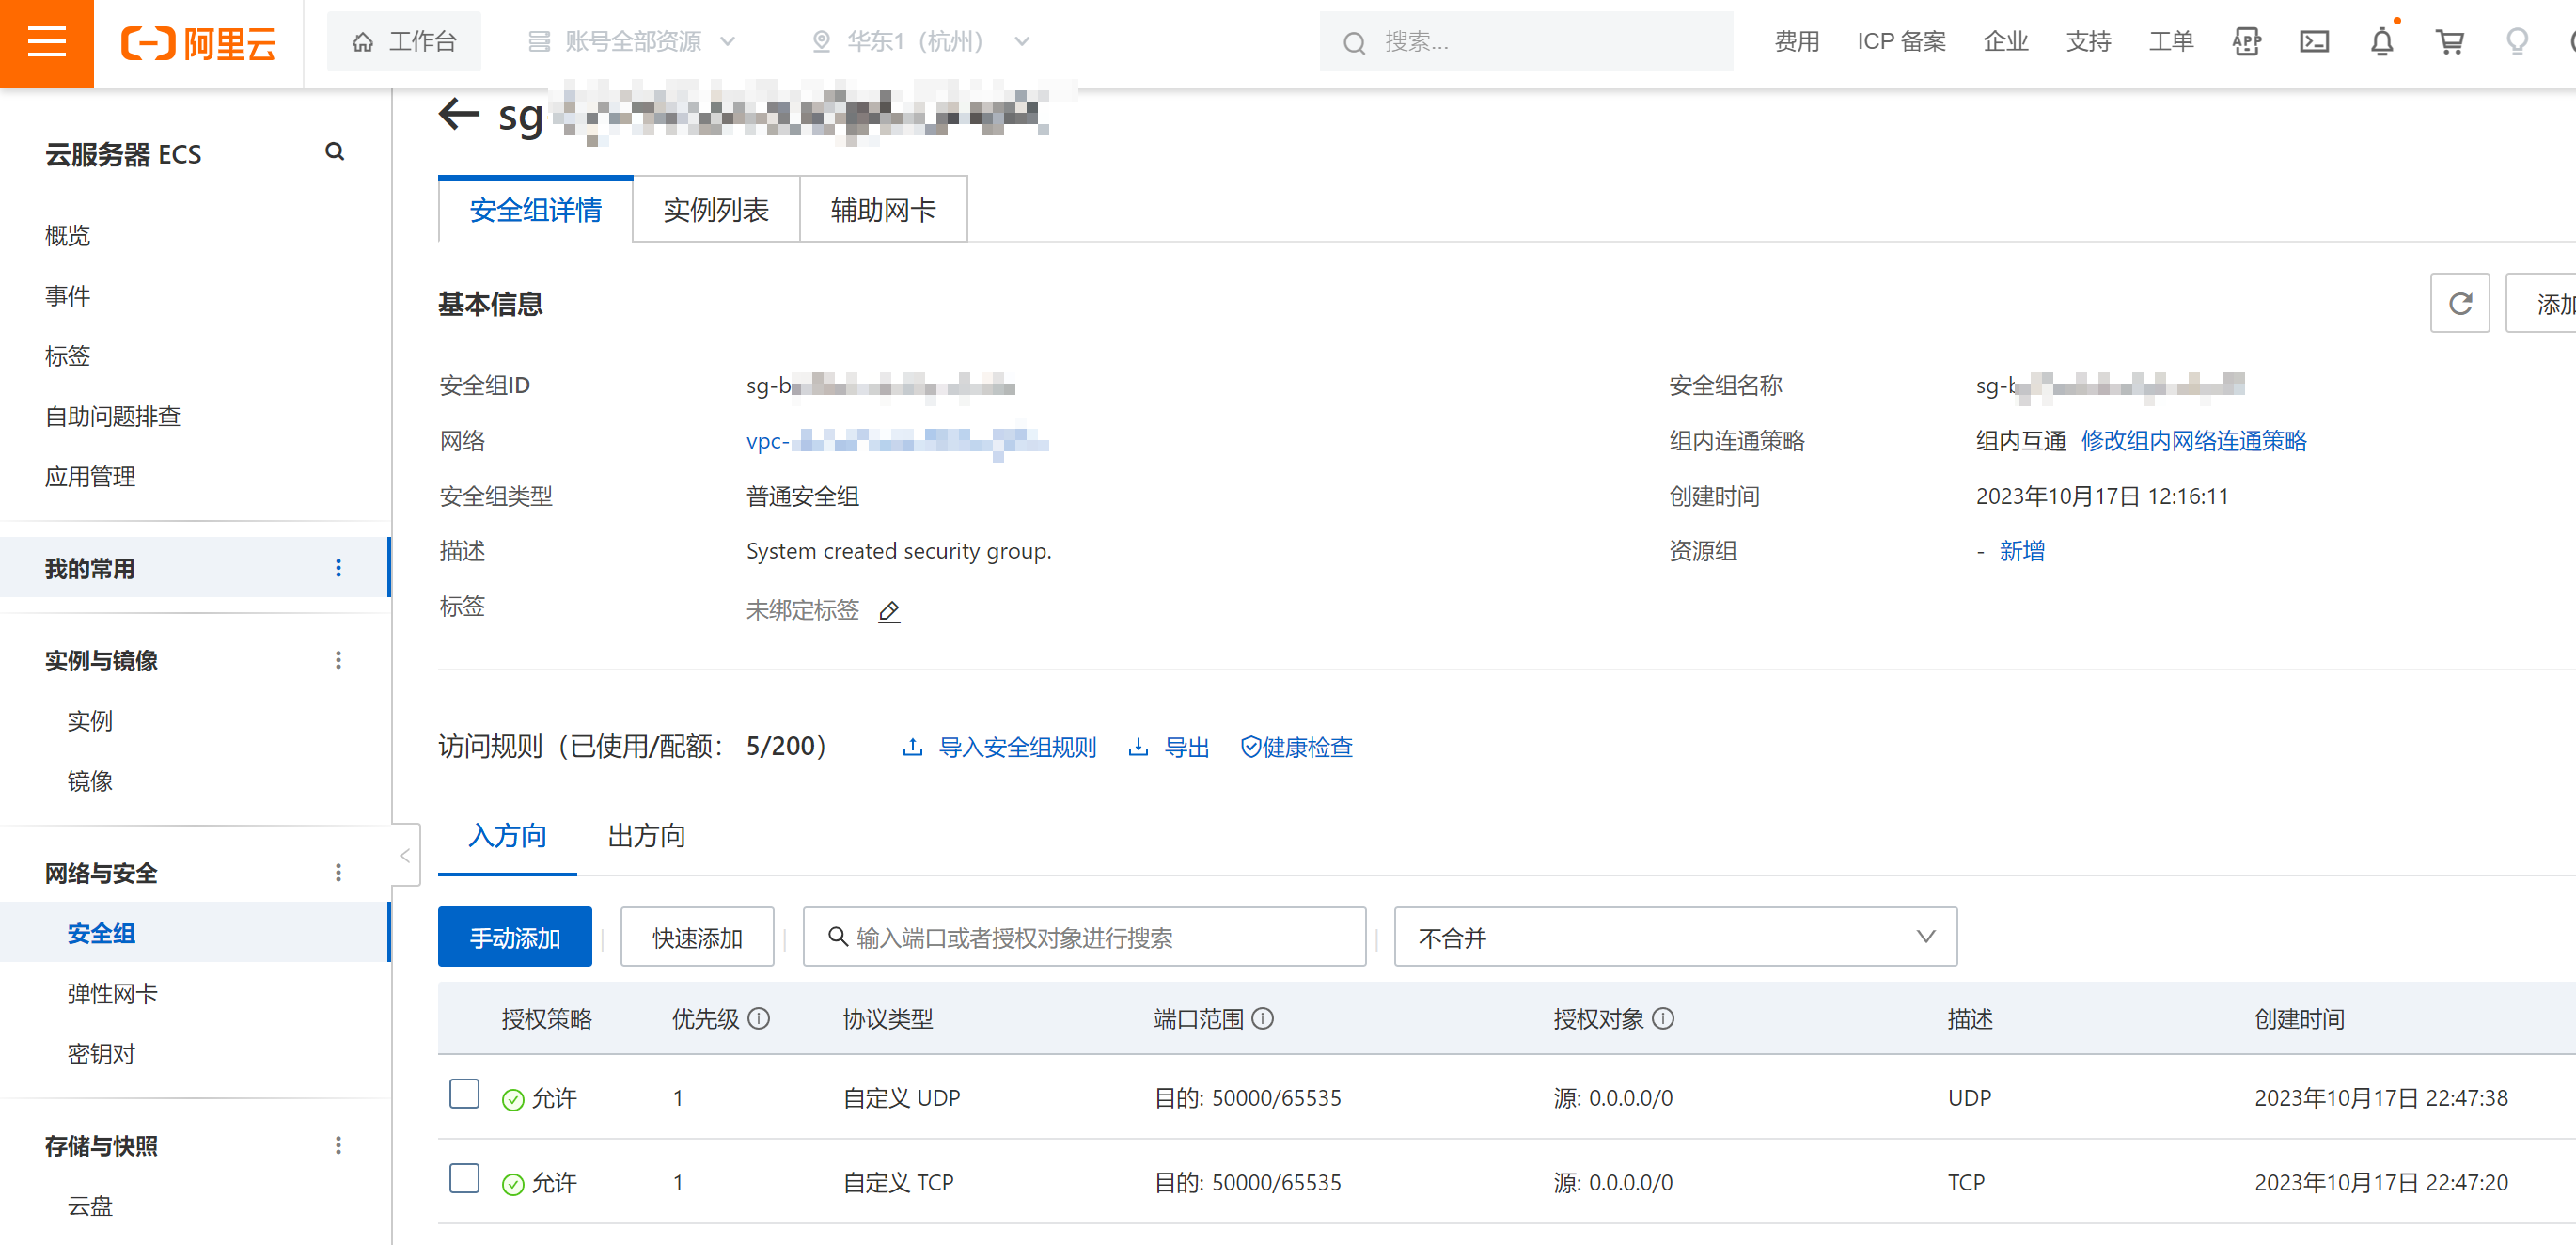 阿里云
工作台
账号全部资源
华东1（杭州）
搜索...
费用
ICP 备案
企业
支持
工单
APP
云服务器 ECS
概览
事件
标签
自助问题排查
应用管理
我的常用
实例与镜像
实例
镜像
网络与安全
安全组
弹性网卡
密钥对
存储与快照
云盘
sg
安全组详情
实例列表
辅助网卡
基本信息
添加
安全组ID
sg-b
安全组名称
sg-b
网络
vpc-
组内连通策略
组内互通 修改组内网络连通策略
安全组类型
普通安全组
创建时间
2023年10月17日 12:16:11
描述
System created security group.
资源组
- 新增
标签
未绑定标签
访问规则（已使用/配额： 5/200）
导入安全组规则
导出
健康检查
入方向
出方向
手动添加
快速添加
输入端口或者授权对象进行搜索
不合并
授权策略 优先级 协议类型 端口范围 授权对象 描述 创建时间
允许 1 自定义 UDP 目的: 50000/65535 源: 0.0.0.0/0 UDP 2023年10月17日 22:47:38
允许 1 自定义 TCP 目的: 50000/65535 源: 0.0.0.0/0 TCP 2023年10月17日 22:47:20